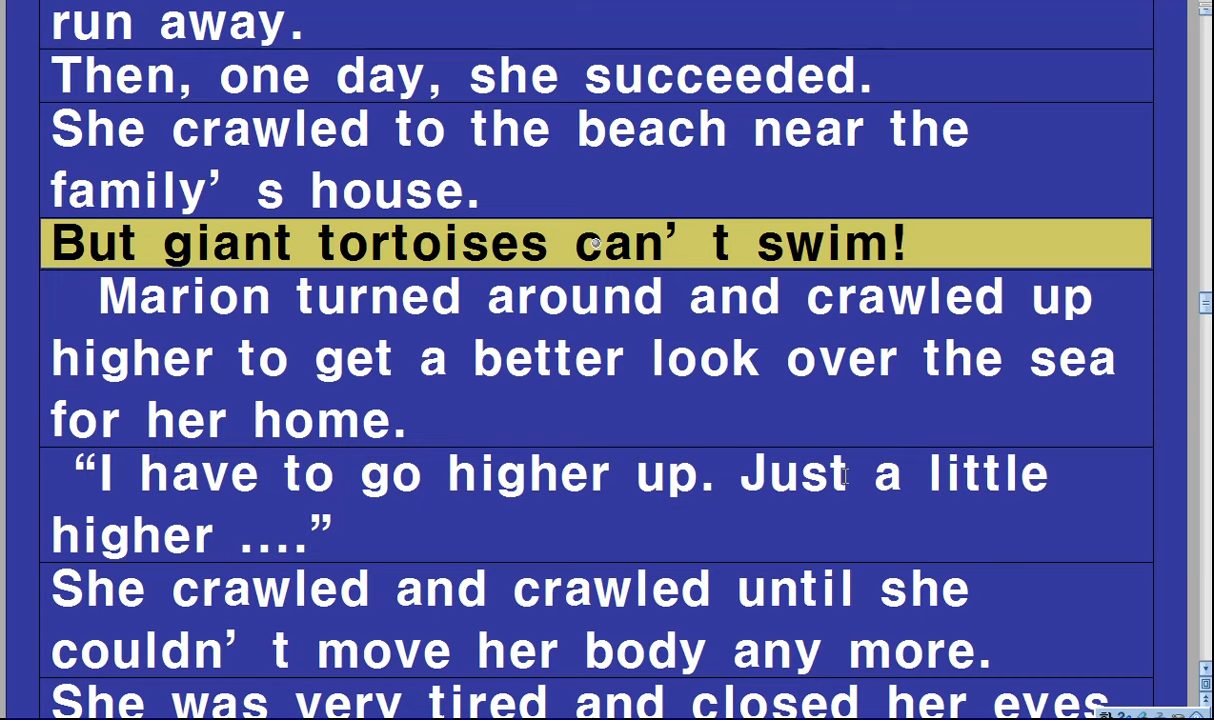 run away.
Then, one day, she succeeded.
She crawled to the beach near the
family’ s house.
But giant tortoises can’ t swim!
Marion turned around and crawled up
higher to get a better look over the sea
for her home.
“I have to go higher up. Just a little
higher ....”
She crawled and crawled until she
couldn’ t move her body any more.
She was very tired and closed her eyes